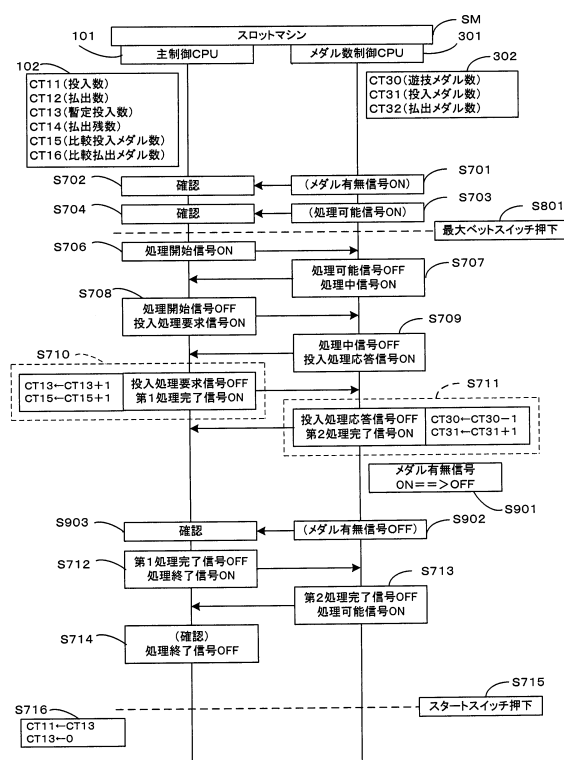 SM
スロットマシン
101
主制御CPU
メダル数制御CPU
301
102
CT11(投入数)
CT12(払出数)
CT13(暫定投入数)
CT14(払出残数)
CT15(比較投入メダル数)
CT16(比較払出メダル数)
302
CT30(遊技メダル数)
CT31(投入メダル数)
CT32(払出メダル数)
S701
S702
確認
(メダル有無信号ON)
S703
S704
確認
(処理可能信号ON)
S801
最大ベットスイッチ押下
S706
処理開始信号ON
処理可能信号OFF
処理中信号ON
S707
S708
処理開始信号OFF
投入処理要求信号ON
S709
処理中信号OFF
投入処理応答信号ON
S710
CT13←CT13+1
CT15←CT15+1
投入処理要求信号OFF
第1処理完了信号ON
S711
投入処理応答信号OFF
第2処理完了信号ON
CT30←CT30−1
CT31←CT31+1
メダル有無信号
ON==>OFF
S901
S903
確認
(メダル有無信号OFF)
S902
S712
第1処理完了信号OFF
処理終了信号ON
S713
第2処理完了信号OFF
処理可能信号ON
S714
(確認)
処理終了信号OFF
S715
スタートスイッチ押下
S716
CT11←CT13
CT13←0